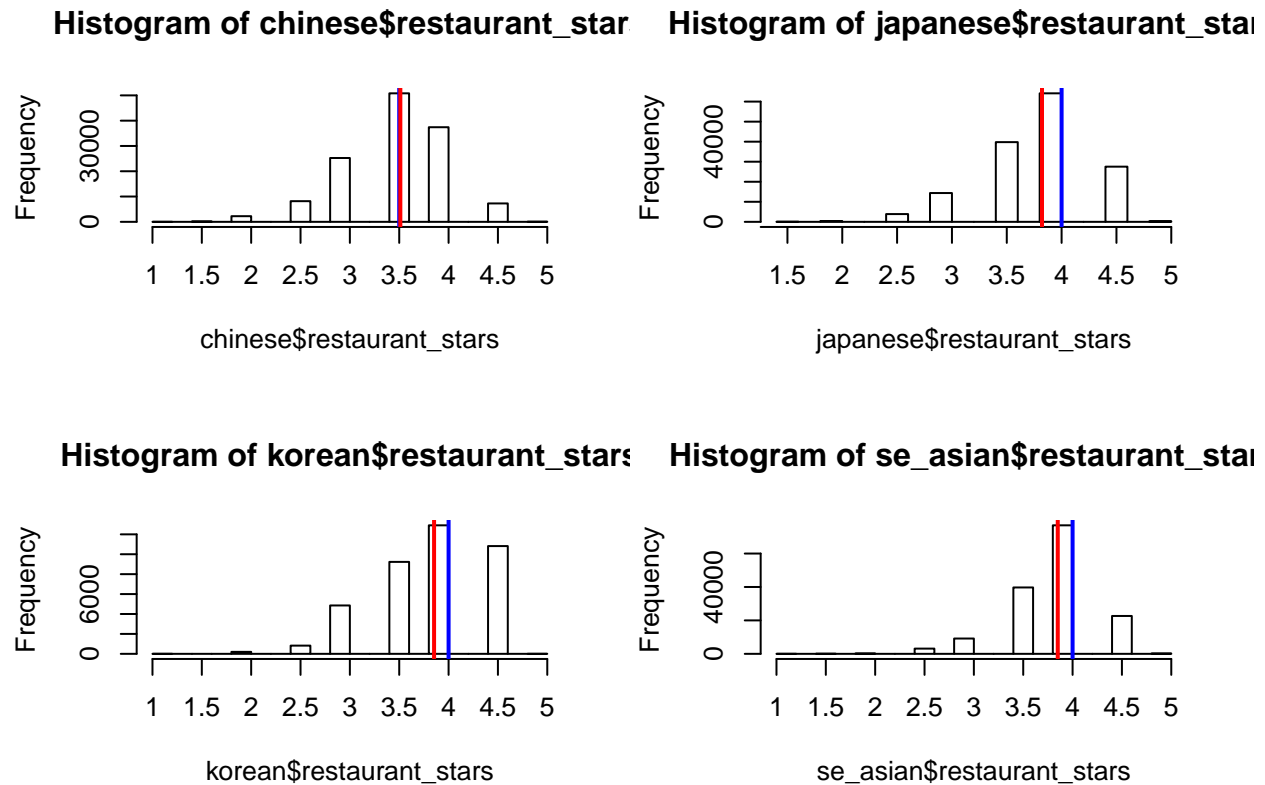 Histogram of chinese$restaurant_star
Frequency
0
30000
1 1.5 2 2.5 3 3.5 4 4.5 5
chinese$restaurant_stars
Histogram of japanese$restaurant_sta
Frequency
0
40000
1.5 2 2.5 3 3.5 4 4.5 5
japanese$restaurant_stars
Histogram of korean$restaurant_stars
Frequency
0
6000
1 1.5 2 2.5 3 3.5 4 4.5 5
korean$restaurant_stars
Histogram of se_asian$restaurant_sta
Frequency
0
40000
1 1.5 2 2.5 3 3.5 4 4.5 5
se_asian$restaurant_stars